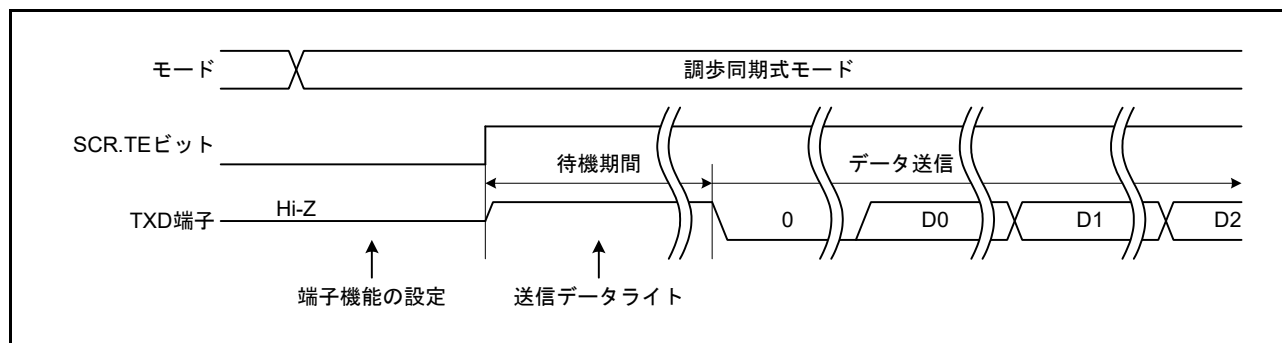 モード
調歩同期式モード
SCR.TEビット
待機期間
データ送信
TXD端子
Hi-Z
0
D0
D1
D2
端子機能の設定
送信データライト